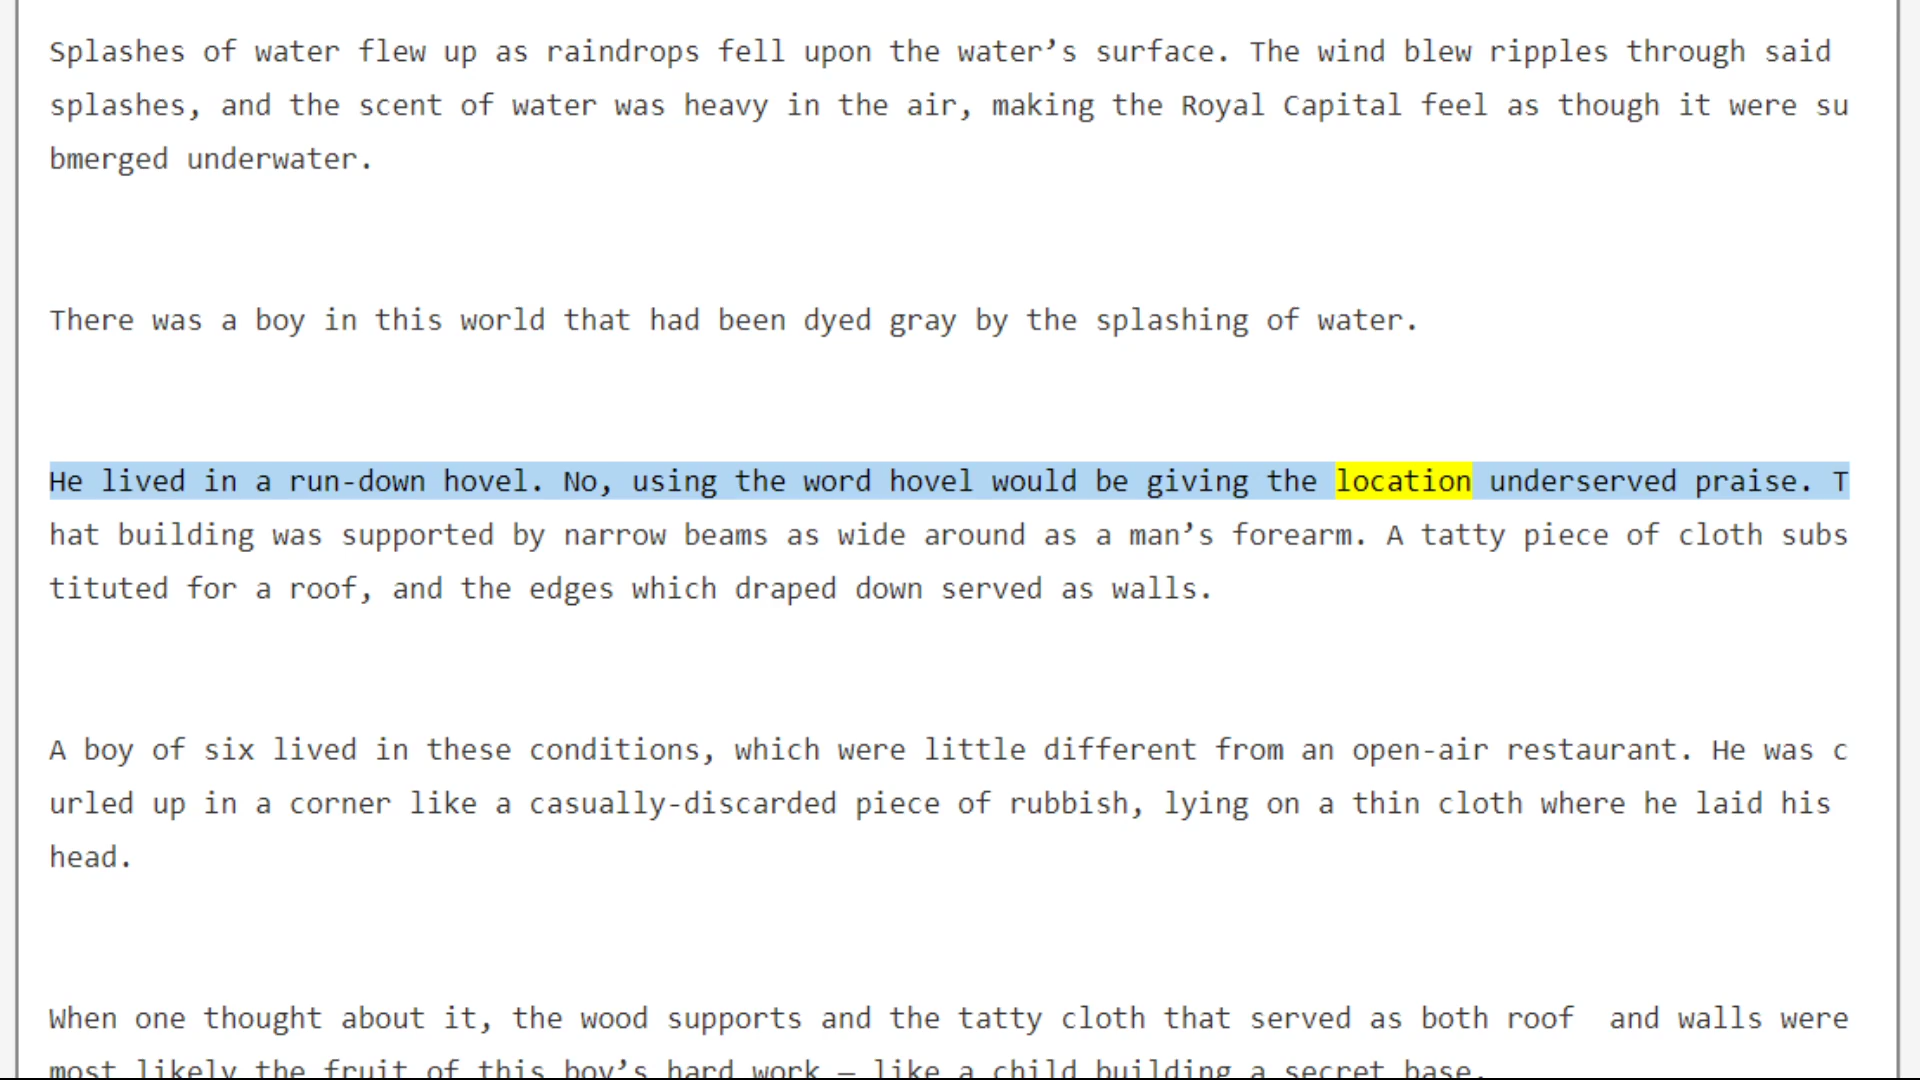 Splashes of water flew up as raindrops fell upon the water’s surface. The wind blew ripples through said
splashes, and the scent of water was heavy in the air, making the Royal Capital feel as though it were su
bmerged underwater.
There was a boy in this world that had been dyed gray by the splashing of water.
He lived in a run-down hovel. No, using the word hovel would be giving the location underserved praise. T
hat building was supported by narrow beams as wide around as a man’s forearm. A tatty piece of cloth subs
tituted for a roof, and the edges which draped down served as walls.
A boy of six lived in these conditions, which were little different from an open-air restaurant. He was c
urled up in a corner like a casually-discarded piece of rubbish, lying on a thin cloth where he laid his
head.
When one thought about it, the wood supports and the tatty cloth that served as both roof  and walls were
most likely the fruit of this boy’s hard work — like a child building a secret base.